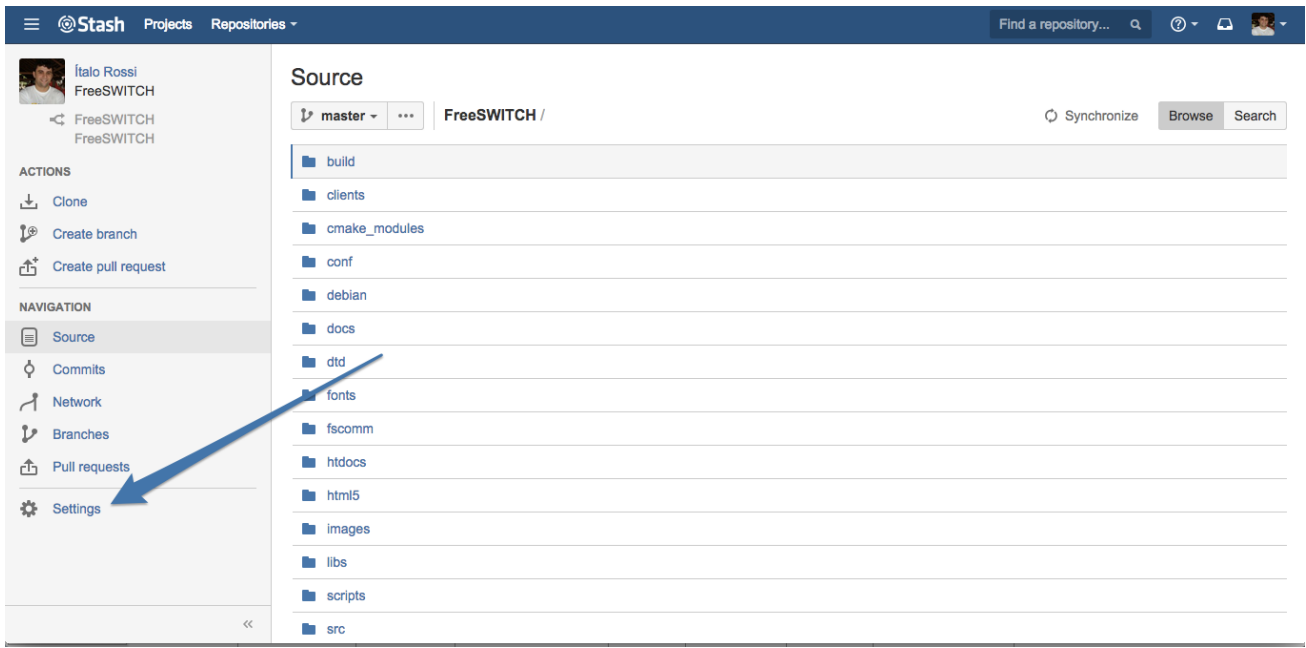 Stash Projects Repositories Find a repository...
Ítalo Rossi
FreeSWITCH
FreeSWITCH
FreeSWITCH
ACTIONS
Clone
Create branch
Create pull request
NAVIGATION
Source
Commits
Network
Branches
Pull requests
Settings
Source
master FreeSWITCH / Synchronize Browse Search
build
clients
cmake_modules
conf
debian
docs
dtd
fonts
fscomm
htdocs
html5
images
libs
scripts
src